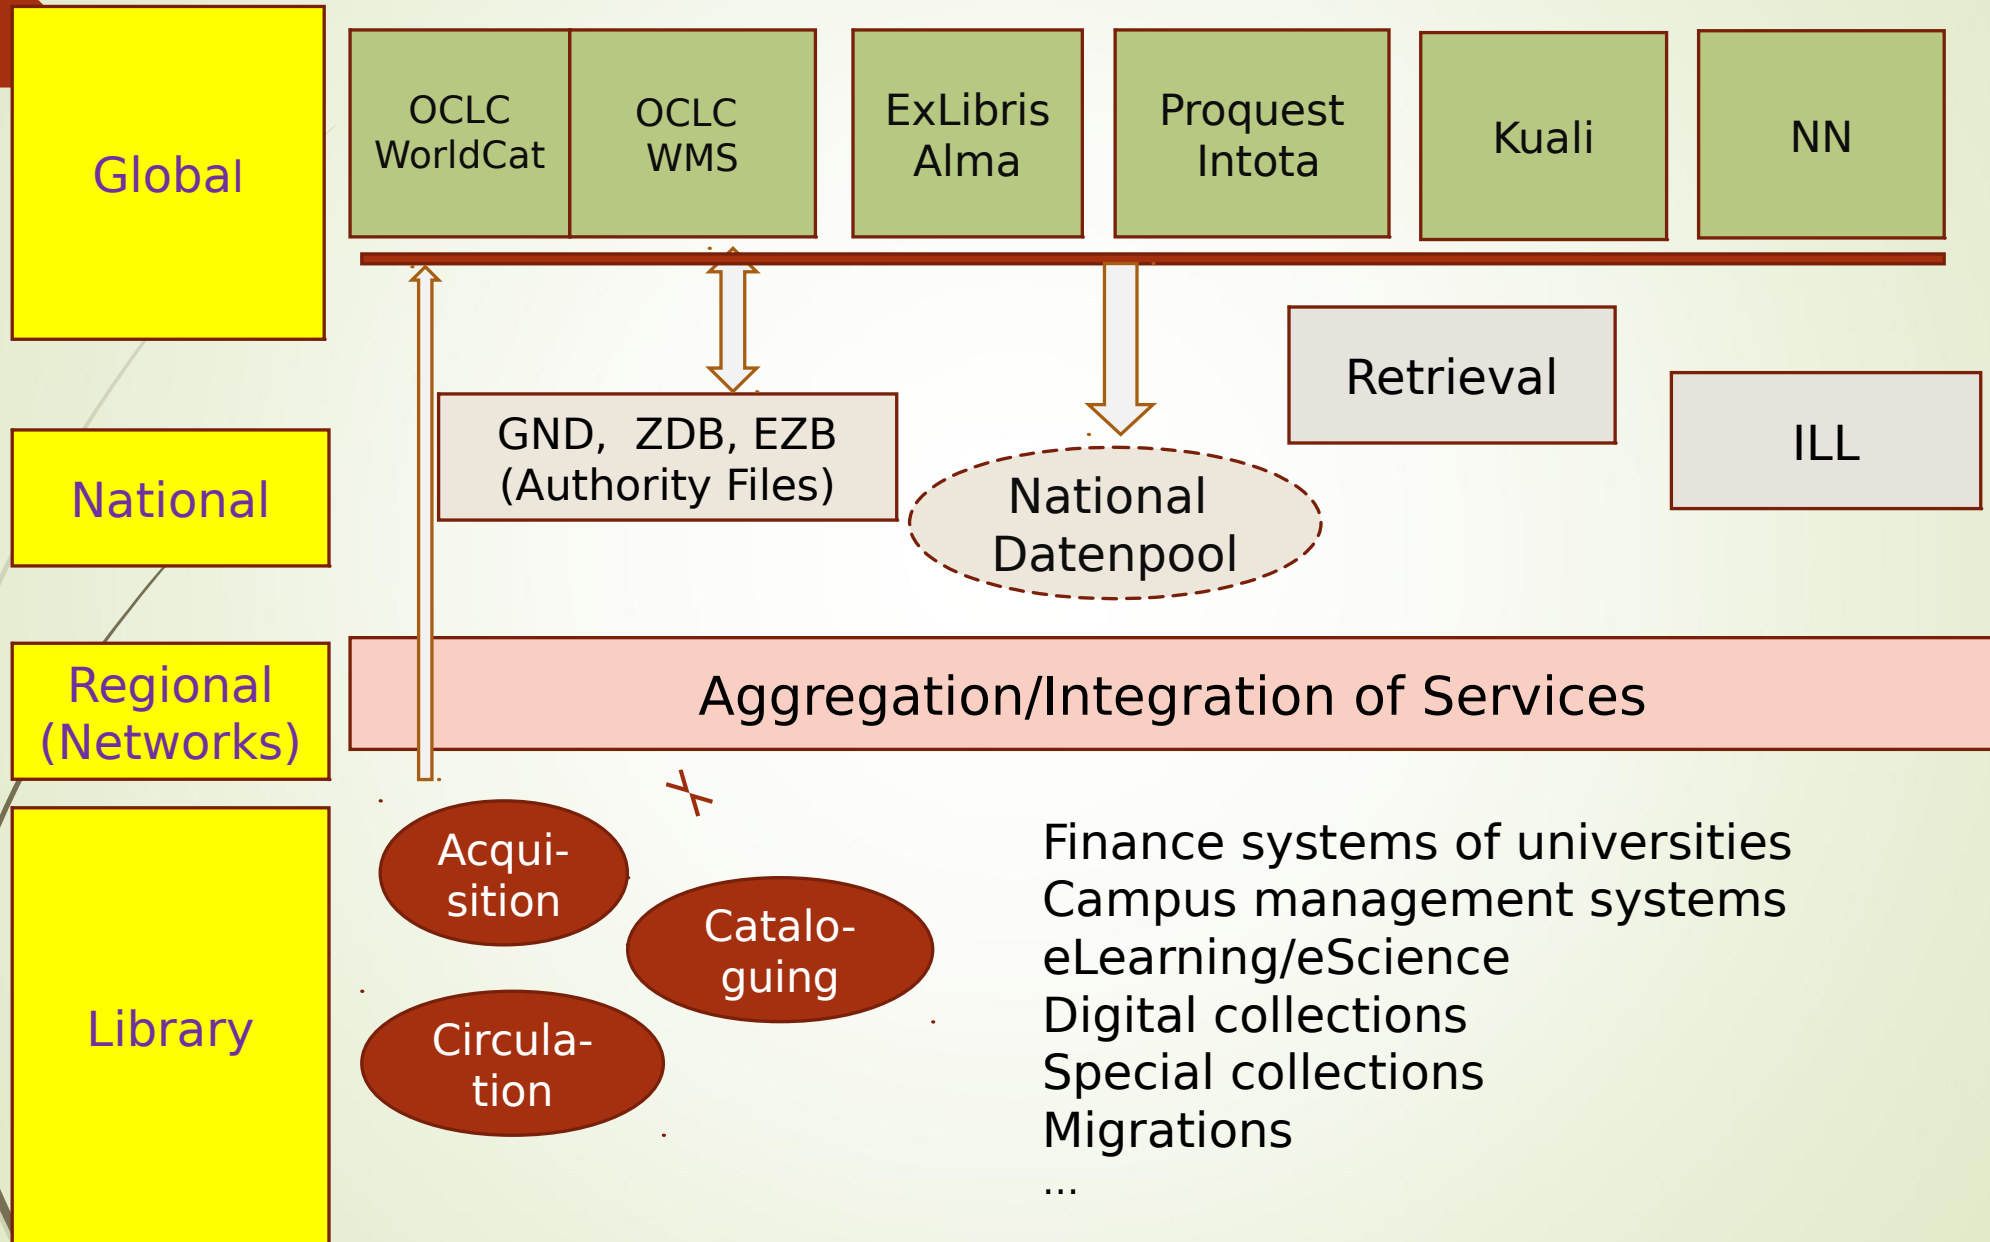 Global
OCLC
WorldCat
OCLC
WMS
ExLibris
Alma
Proquest
Intota
Kuali
NN
Retrieval
ILL
National
GND, ZDB, EZB
(Authority Files)
National
Datenpool
Regional
(Networks)
Aggregation/Integration of Services
Library
Acqui-
sition
Catalo-
guing
Circula-
tion
Finance systems of universities
Campus management systems
eLearning/eScience
Digital collections
Special collections
Migrations
...